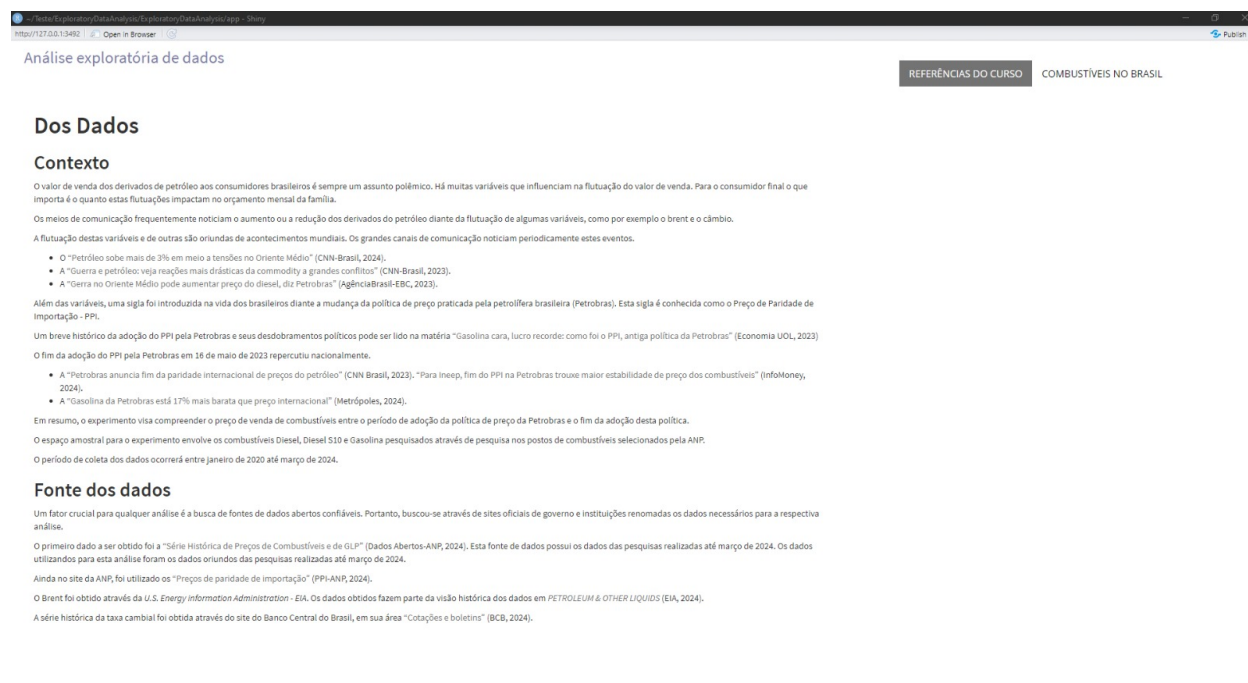 ~/Teste/ExploratoryDataAnalysis/ExploratoryDataAnalysis/app - Shiny
http://127.0.0.1:3492 Open in Browser Publish
Análise exploratória de dados
REFERÊNCIAS DO CURSO COMBUSTÍVEIS NO BRASIL
Dos Dados
Contexto
O valor de venda dos derivados de petróleo aos consumidores brasileiros é sempre um assunto polêmico. Há muitas variáveis que influenciam na flutuação do valor de venda. Para o consumidor final o que
importa é o quanto estas flutuações impactam no orçamento mensal da família.
Os meios de comunicação frequentemente noticiam o aumento ou a redução dos derivados do petróleo diante da flutuação de algumas variáveis, como por exemplo o brent e o câmbio.
A flutuação destas variáveis e de outras são oriundas de acontecimentos mundiais. Os grandes canais de comunicação noticiam periodicamente estes eventos.
• O “Petróleo sobe mais de 3% em meio a tensões no Oriente Médio” (CNN-Brasil, 2024).
• A “Guerra e petróleo: veja reações mais drásticas da commodity a grandes conflitos” (CNN-Brasil, 2023).
• A “Gerra no Oriente Médio pode aumentar preço do diesel, diz Petrobras” (AgênciaBrasil-EBC, 2023).
Além das variáveis, uma sigla foi introduzida na vida dos brasileiros diante a mudança da política de preço praticada pela petrolífera brasileira (Petrobras). Esta sigla é conhecida como o Preço de Paridade de
Importação - PPI.
Um breve histórico da adoção do PPI pela Petrobras e seus desdobramentos políticos pode ser lido na matéria “Gasolina cara, lucro recorde: como foi o PPI, antiga política da Petrobras” (Economia UOL, 2023)
O fim da adoção do PPI pela Petrobras em 16 de maio de 2023 repercutiu nacionalmente.
• A “Petrobras anuncia fim da paridade internacional de preços do petróleo” (CNN Brasil, 2023). “Para Ineep, fim do PPI na Petrobras trouxe maior estabilidade de preço dos combustíveis” (InfoMoney,
2024).
• A “Gasolina da Petrobras está 17% mais barata que preço internacional” (Metrópoles, 2024).
Em resumo, o experimento visa compreender o preço de venda de combustíveis entre o período de adoção da política de preço da Petrobras e o fim da adoção desta política.
O espaço amostral para o experimento envolve os combustíveis Diesel, Diesel S10 e Gasolina pesquisados através de pesquisa nos postos de combustíveis selecionados pela ANP.
O período de coleta dos dados ocorrerá entre janeiro de 2020 até março de 2024.
Fonte dos dados
Um fator crucial para qualquer análise é a busca de fontes de dados abertos confiáveis. Portanto, buscou-se através de sites oficiais de governo e instituições renomadas os dados necessários para a respectiva
análise.
O primeiro dado a ser obtido foi a “Série Histórica de Preços de Combustíveis e de GLP” (Dados Abertos-ANP, 2024). Esta fonte de dados possui os dados das pesquisas realizadas até março de 2024. Os dados
utilizandos para esta análise foram os dados oriundos das pesquisas realizadas até março de 2024.
Ainda no site da ANP, foi utilizado os “Preços de paridade de importação” (PPI-ANP, 2024).
O Brent foi obtido através da U.S. Energy Information Administration - EIA. Os dados obtidos fazem parte da visão histórica dos dados em PETROLEUM & OTHER LIQUIDS (EIA, 2024).
A série histórica da taxa cambial foi obtida através do site do Banco Central do Brasil, em sua área “Cotações e boletins” (BCB, 2024).